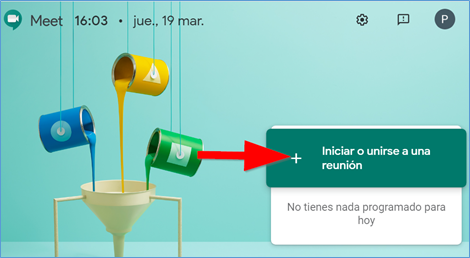 Meet 16:03 • jue., 19 mar.
P
+ Iniciar o unirse a una
reunión
No tienes nada programado para
hoy